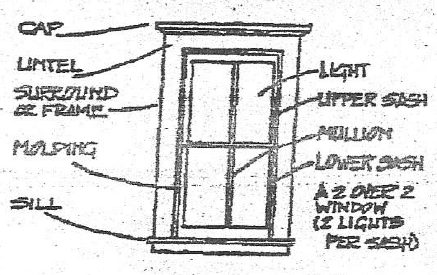 CAP
LINTEL
SURROUND
OR FRAME
MOLDING
SILL
LIGHT
UPPER SASH
MULLION
LOWER SASH
A 2 OVER 2
WINDOW
(2 LIGHTS
PER SASH)